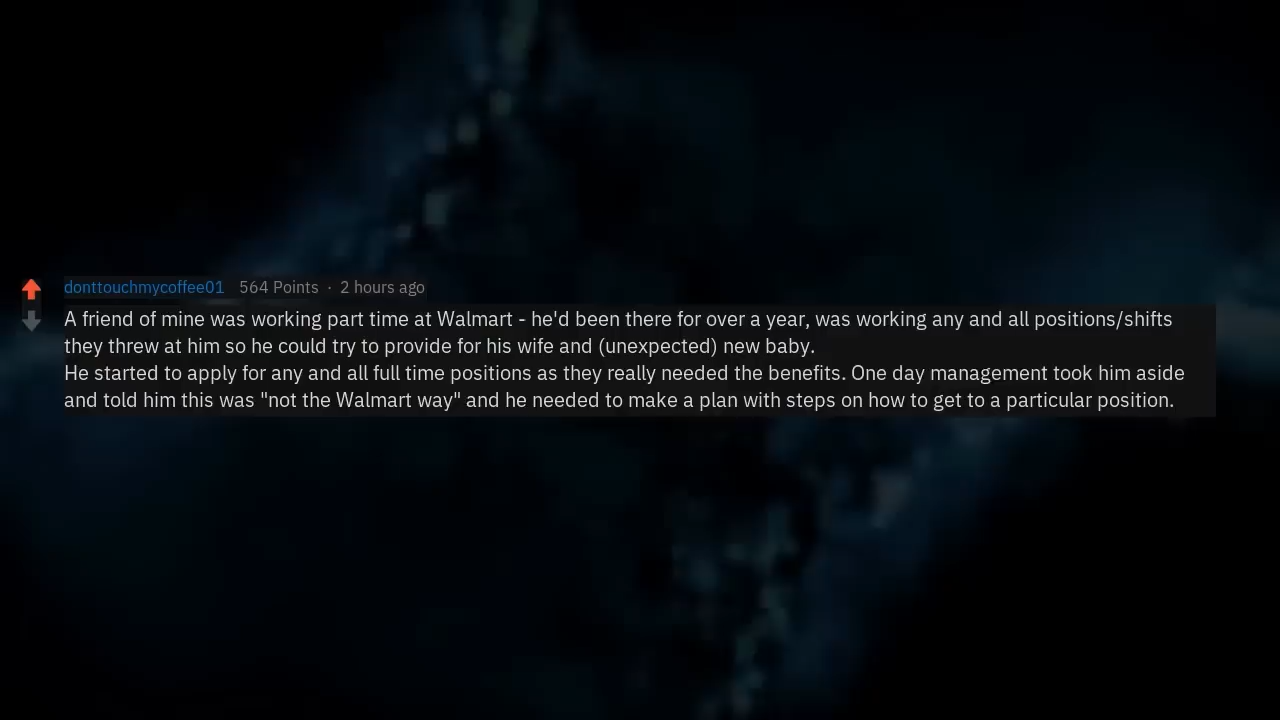 donttouchmycoffee01 564 Points · 2 hours ago
A friend of mine was working part time at Walmart - he'd been there for over a year, was working any and all positions/shifts
they threw at him so he could try to provide for his wife and (unexpected) new baby.
He started to apply for any and all full time positions as they really needed the benefits. One day management took him aside
and told him this was "not the Walmart way" and he needed to make a plan with steps on how to get to a particular position.